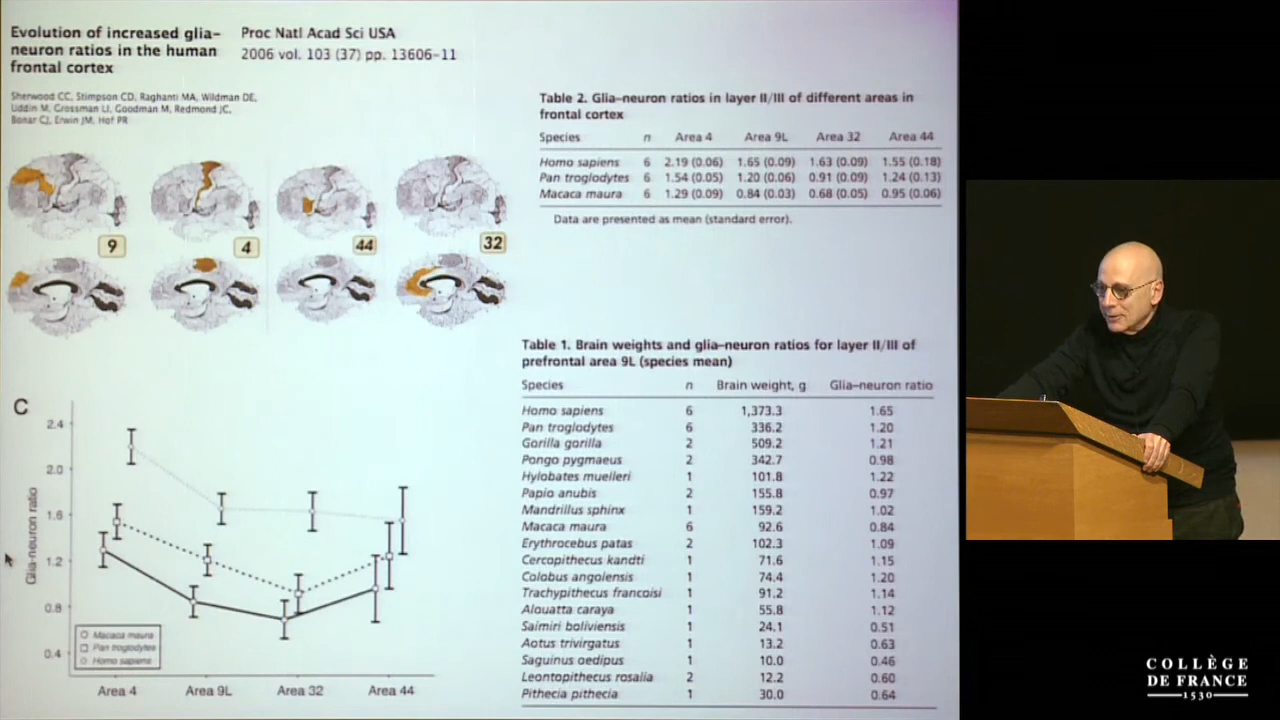 Evolution of increased glia-
neuron ratios in the human
frontal cortex
Proc Natl Acad Sci USA
2006 vol. 103 (37) pp. 13606-11
Sherwood CC, Stimpson CD, Raghanti MA, Wildman DE,
Uddin M, Grossman LI, Goodman M, Redmond JC,
Bonar CJ, Erwin JM, Hof PR
9
4
44
32
Table 2. Glia–neuron ratios in layer II/III of different areas in
frontal cortex
Species n Area 4 Area 9L Area 32 Area 44
Homo sapiens 6 2.19 (0.06) 1.65 (0.09) 1.63 (0.09) 1.55 (0.18)
Pan troglodytes 6 1.54 (0.05) 1.20 (0.06) 0.91 (0.09) 1.24 (0.13)
Macaca maura 6 1.29 (0.09) 0.84 (0.03) 0.68 (0.05) 0.95 (0.06)
Data are presented as mean (standard error).
Table 1. Brain weights and glia–neuron ratios for layer II/III of
prefrontal area 9L (species mean)
Species n Brain weight, g Glia–neuron ratio
Homo sapiens 6 1,373.3 1.65
Pan troglodytes 6 336.2 1.20
Gorilla gorilla 2 509.2 1.21
Pongo pygmaeus 2 342.7 0.98
Hylobates muelleri 1 101.8 1.22
Papio anubis 2 155.8 0.97
Mandrillus sphinx 1 159.2 1.02
Macaca maura 6 92.6 0.84
Erythrocebus patas 2 102.3 1.09
Cercopithecus kandti 1 71.6 1.15
Colobus angolensis 1 74.4 1.20
Trachypithecus francoisi 1 91.2 1.14
Alouatta caraya 1 55.8 1.12
Saimiri boliviensis 1 24.1 0.51
Aotus trivirgatus 1 13.2 0.63
Saguinus oedipus 1 10.0 0.46
Leontopithecus rosalia 2 12.2 0.60
Pithecia pithecia 1 30.0 0.64
C
Glia-neuron ratio
2.4
2.0
1.6
1.2
0.8
0.4
Macaca maura
Pan troglodytes
Homo sapiens
Area 4 Area 9L Area 32 Area 44
COLLÈGE
DE FRANCE
1530